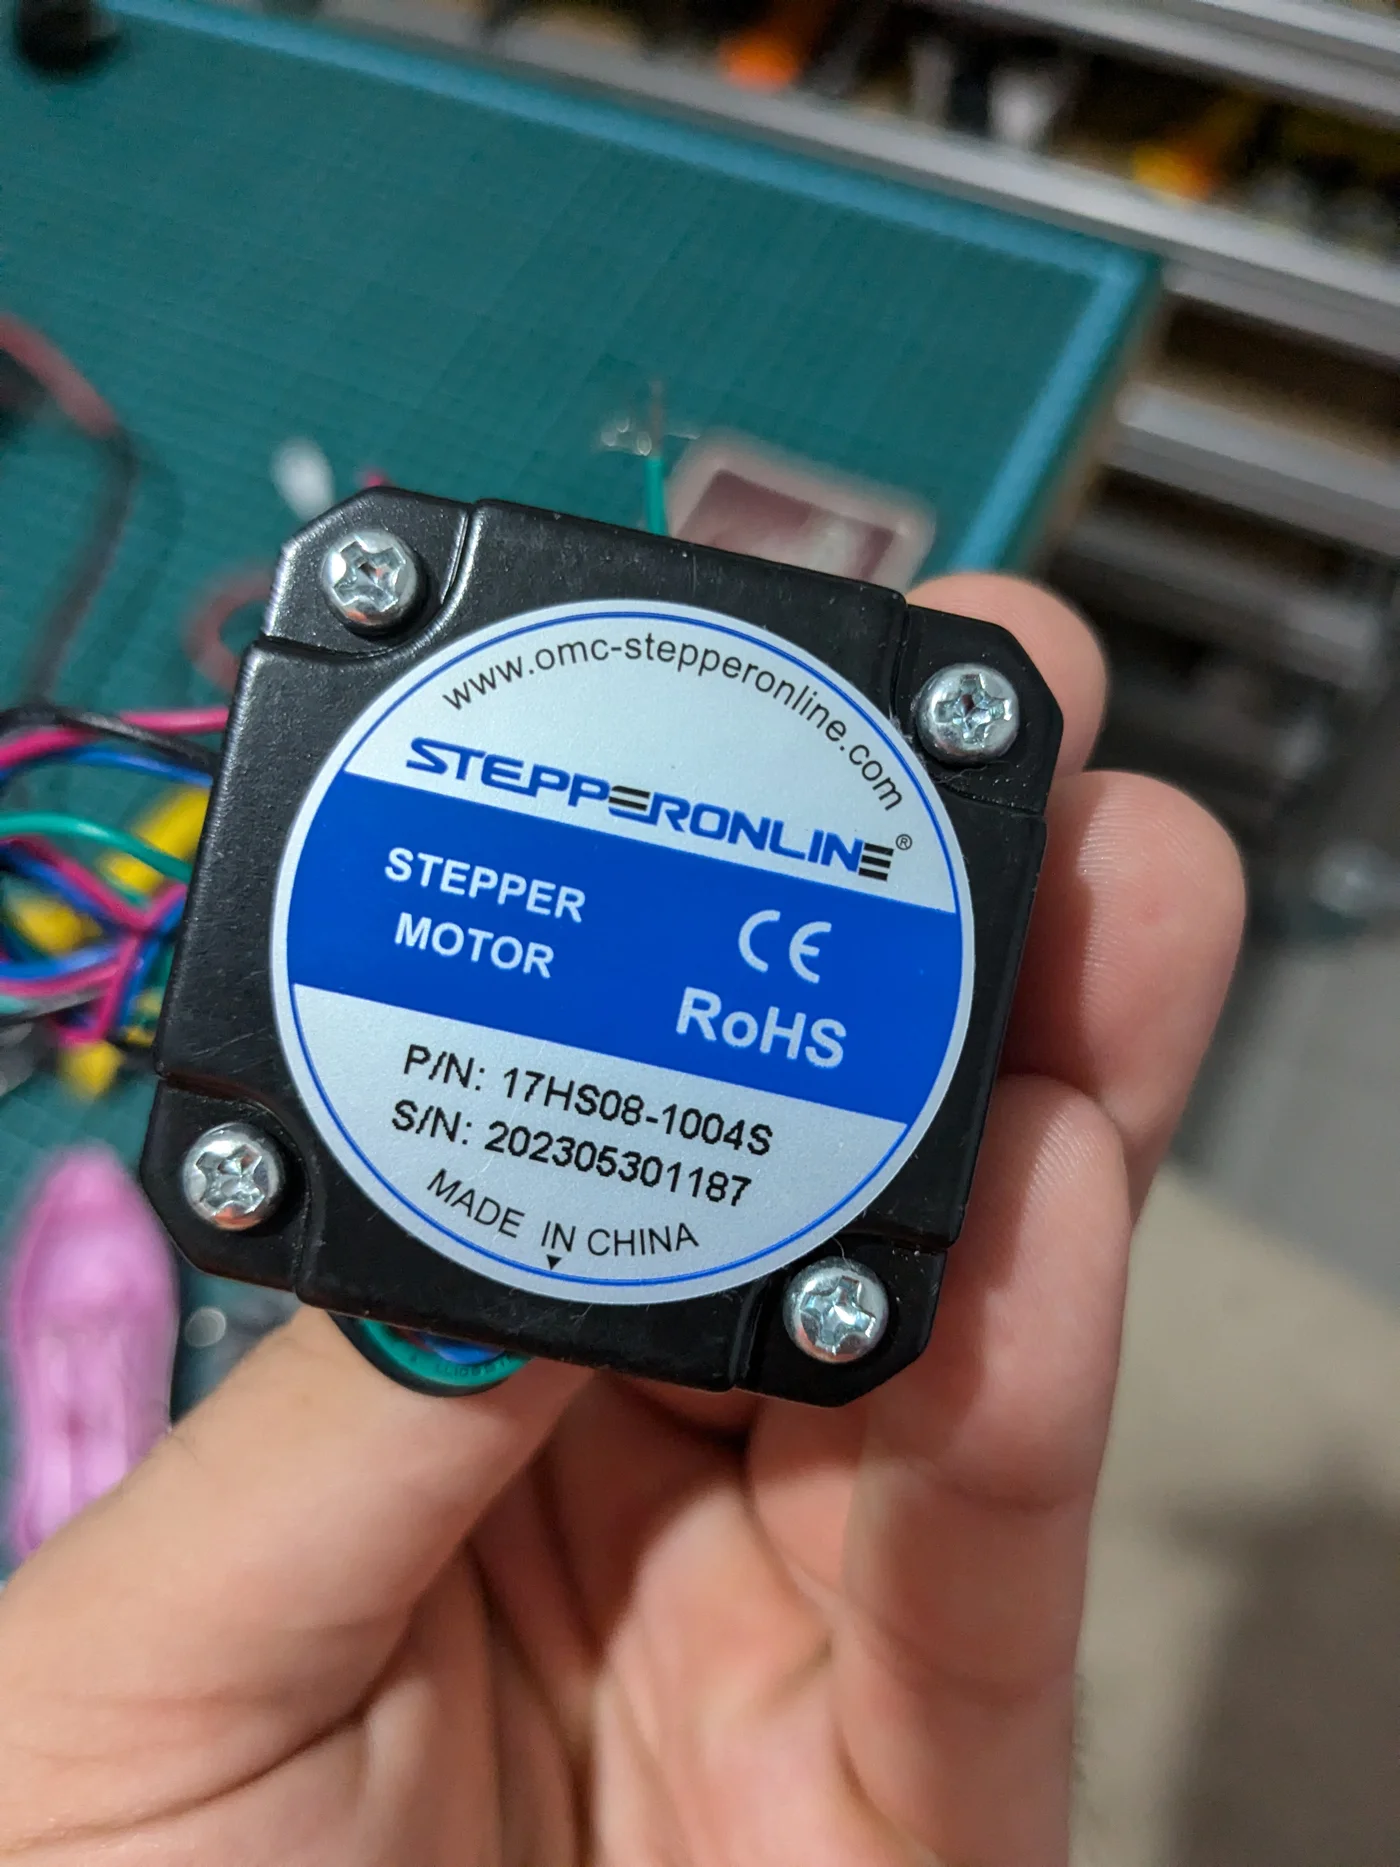 www.omc-stepperonline.com
STEPPERONLINE®
STEPPER
MOTOR
CE
RoHS
P/N: 17HS08-1004S
S/N: 202305301187
MADE IN CHINA